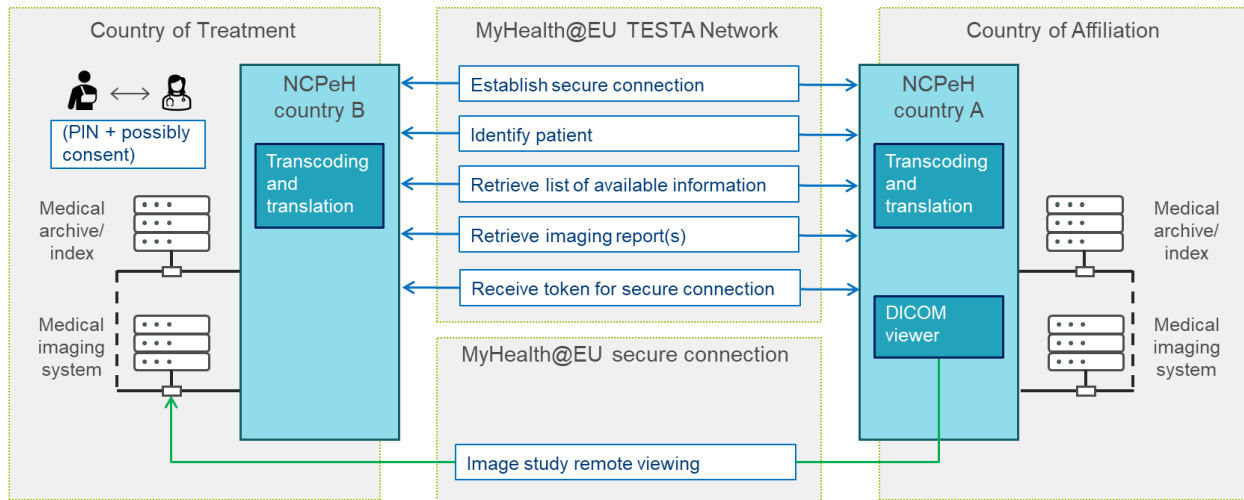 Country of Treatment
MyHealth@EU TESTA Network
Country of Affiliation
NCPeH
country B
Establish secure connection
NCPeH
country A
(PIN + possibly
consent)
Identify patient
Transcoding
and
translation
Retrieve list of available information
Transcoding
and
translation
Medical
archive/
index
Retrieve imaging report(s)
Medical
archive/
index
Receive token for secure connection
Medical
imaging
system
DICOM
viewer
Medical
imaging
system
MyHealth@EU secure connection
Image study remote viewing